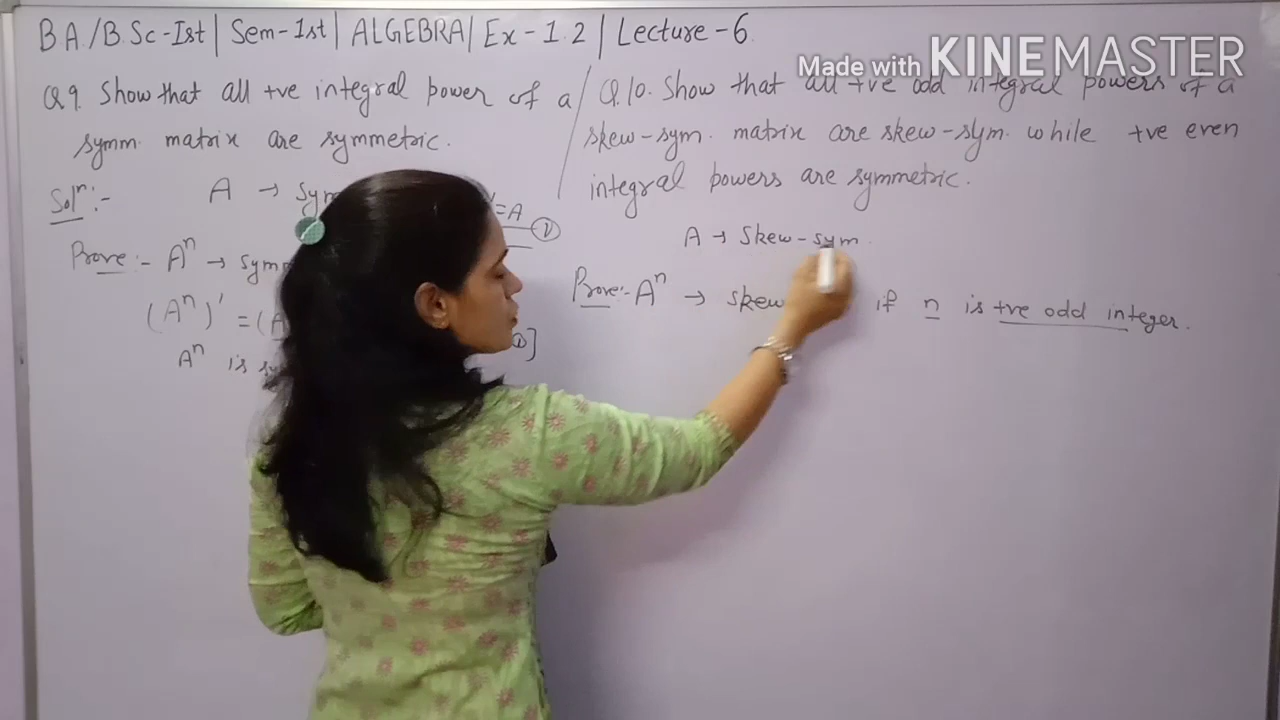 B A./B.Sc-Ist | Sem-Ist | ALGEBRA | Ex-1.2 | Lecture-6.
Made with KINEMASTER
Q 9. Show that all +ve integral power of a
symm. matrix are symmetric.
Solⁿ:- A → sym
'=A
Prove:- Aⁿ → sym
(Aⁿ)' = (A
Aⁿ is
Q.10. Show that all +ve odd integral powers of a
skew-sym. matrix are skew-sym. while +ve even
integral powers are symmetric.
A → Skew-sym.
Prove:- Aⁿ → skew if n is +ve odd integer.